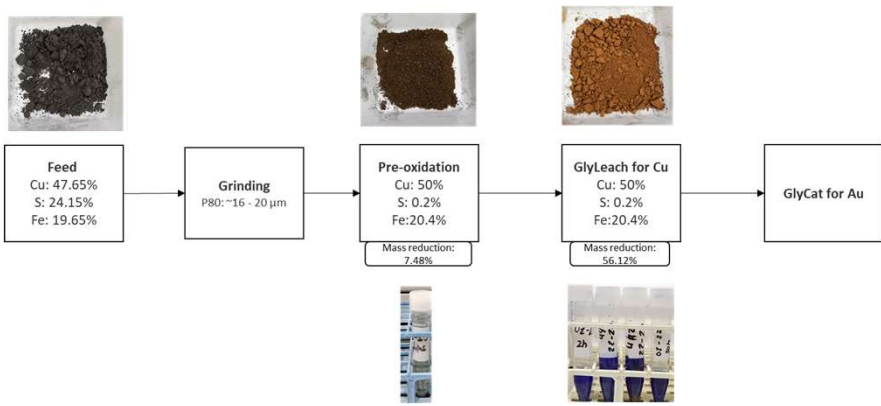 Feed
Cu: 47.65%
S: 24.15%
Fe: 19.65%
Grinding
P80: ~16 - 20 µm
Pre-oxidation
Cu: 50%
S: 0.2%
Fe:20.4%
Mass reduction:
7.48%
GlyLeach for Cu
Cu: 50%
S: 0.2%
Fe:20.4%
Mass reduction:
56.12%
GlyCat for Au